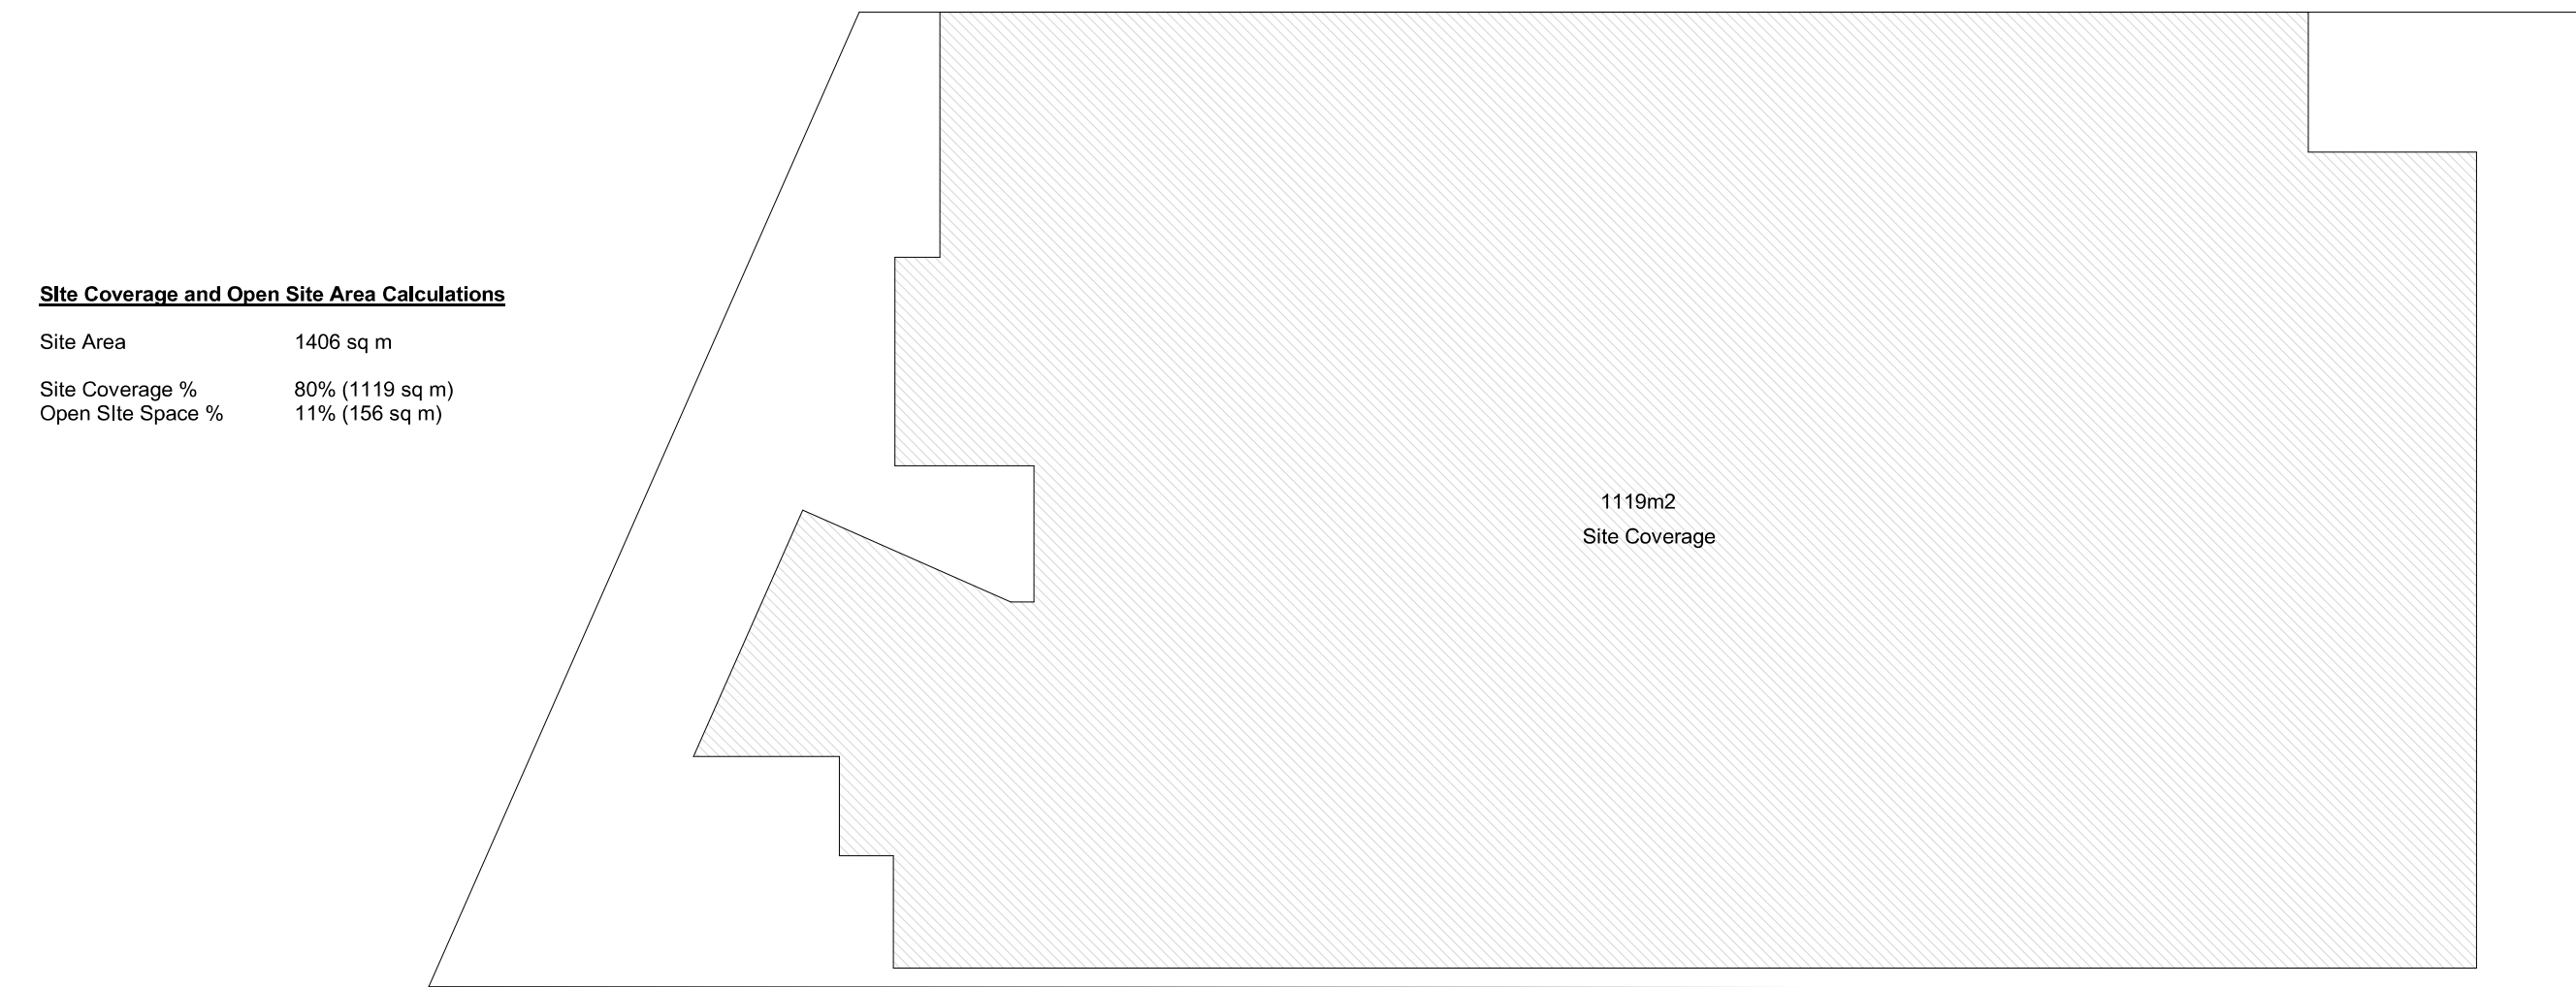 SIte Coverage and Open Site Area Calculations
Site Area 1406 sq m
Site Coverage % 80% (1119 sq m)
Open SIte Space % 11% (156 sq m)
1119m2
Site Coverage